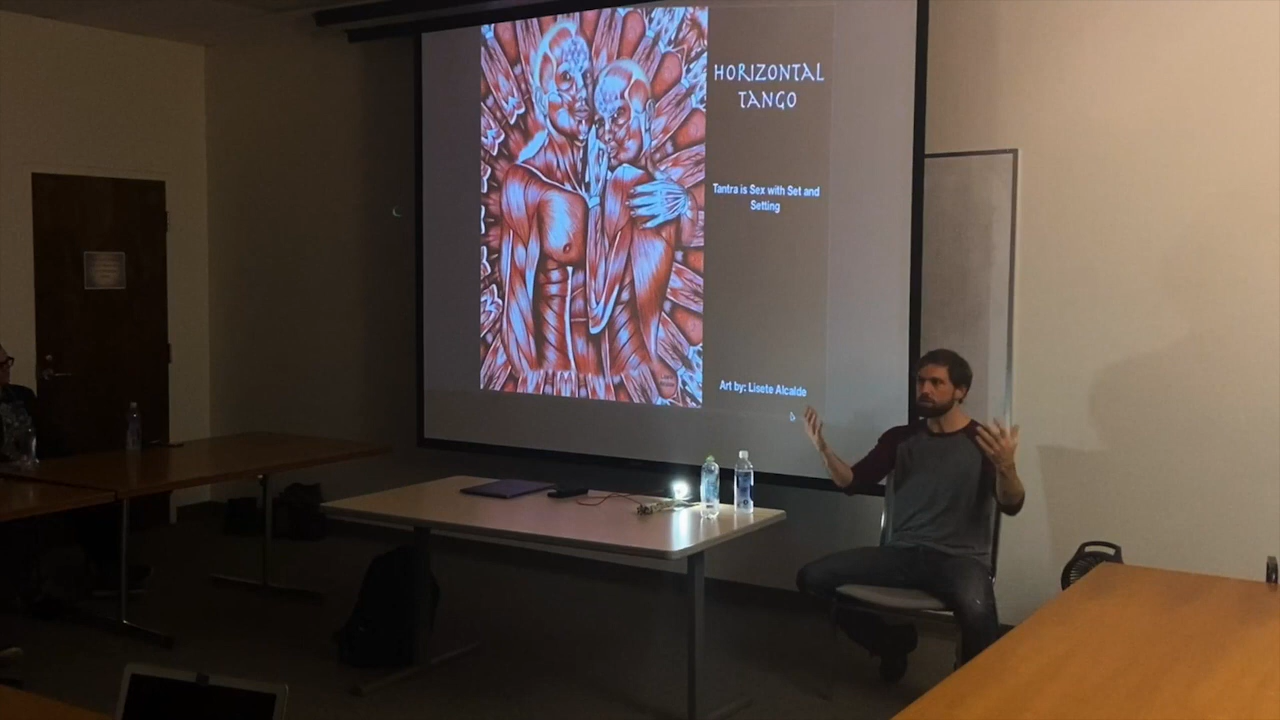 HORIZONTAL
TANGO
Tantra is Sex with Set and
Setting
Art by: Lisete Alcalde